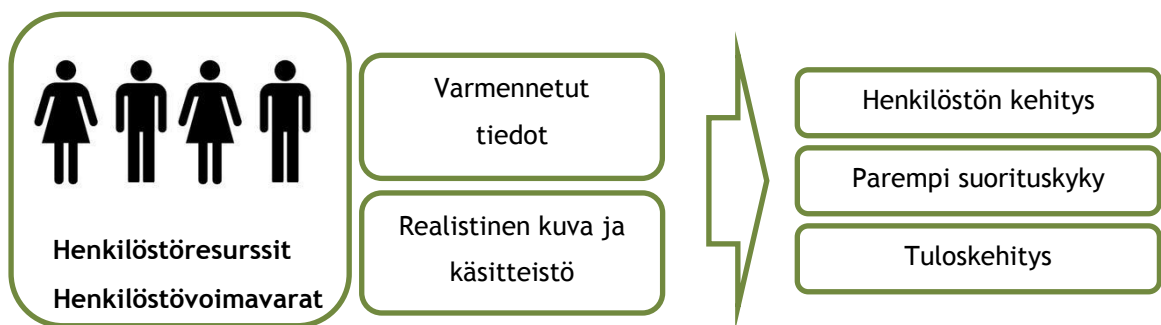 Henkilöstöresurssit
Henkilöstövoimavarat
Varmennetut
tiedot
Realistinen kuva ja
käsitteistö
Henkilöstön kehitys
Parempi suorituskyky
Tuloskehitys